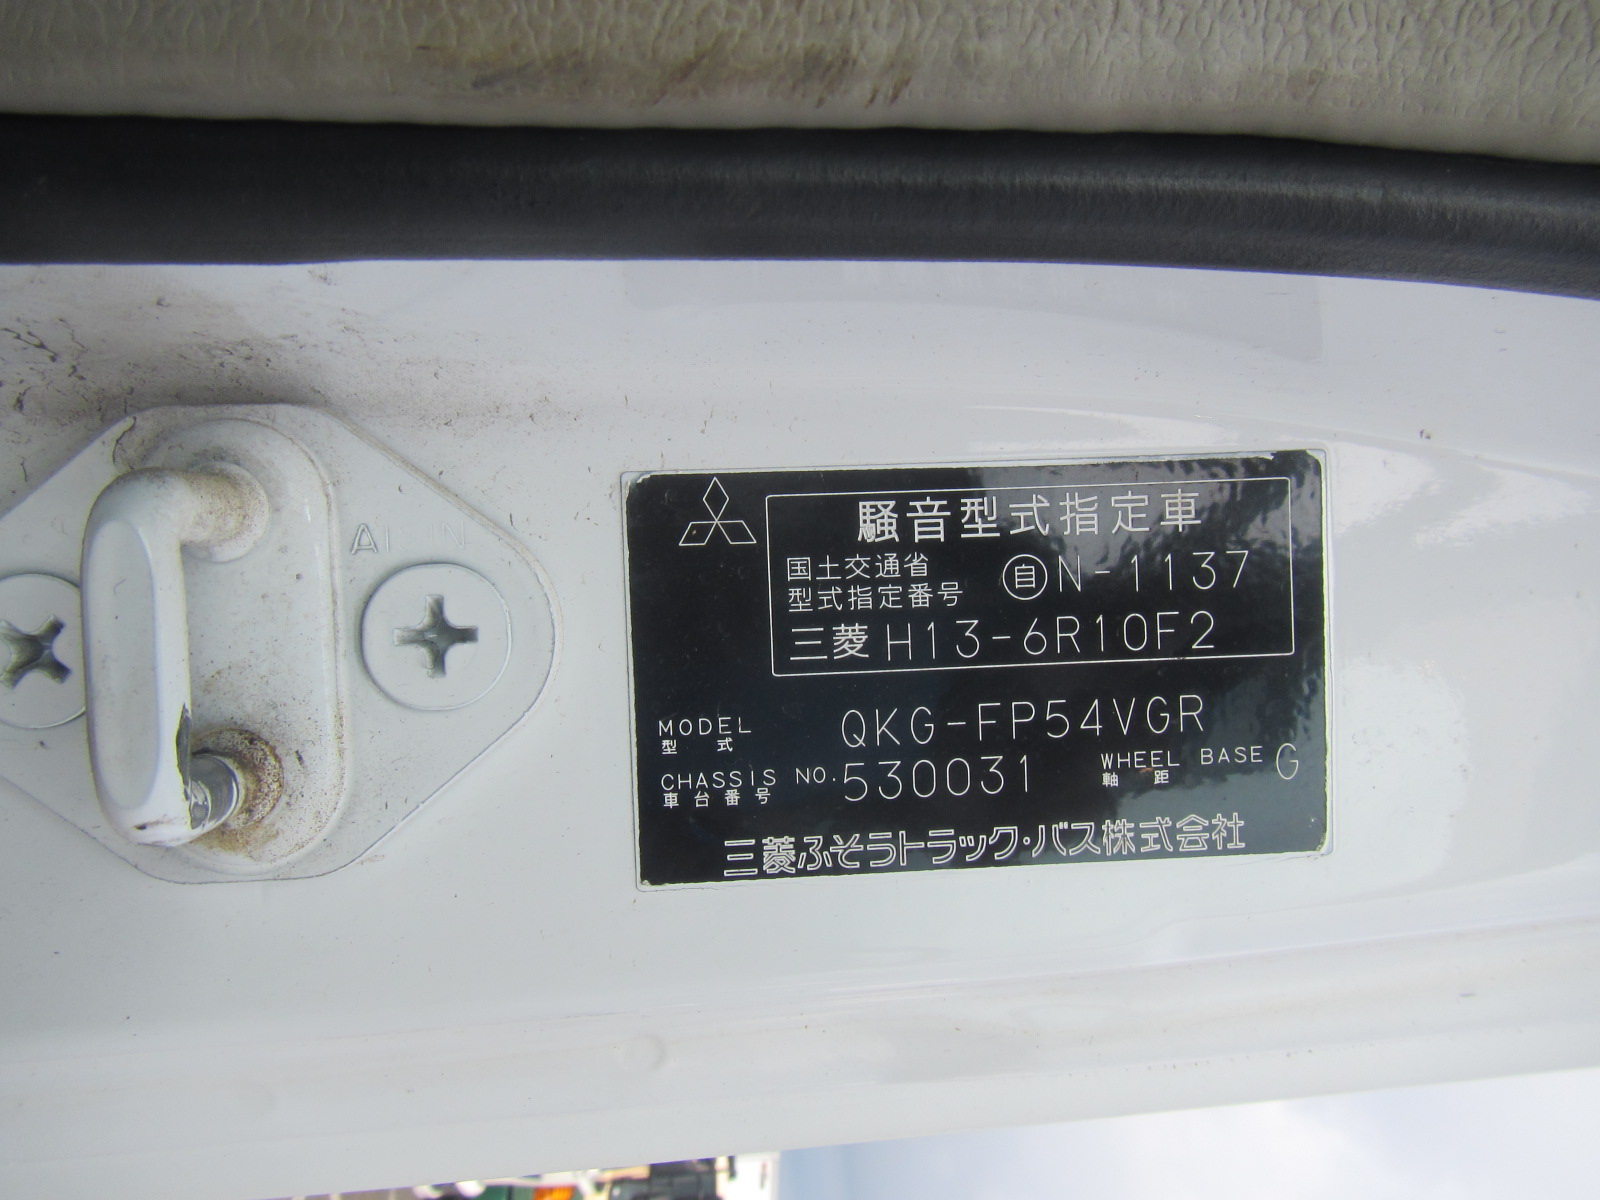 騒音型式指定車
国土交通省
型式指定番号 自 N-1137
三菱 H13-6R10F2
MODEL QKG-FP54VGR
型式
CHASSIS NO. 530031 WHEEL BASE G
車台番号 軸距
三菱ふそうトラック・バス株式会社